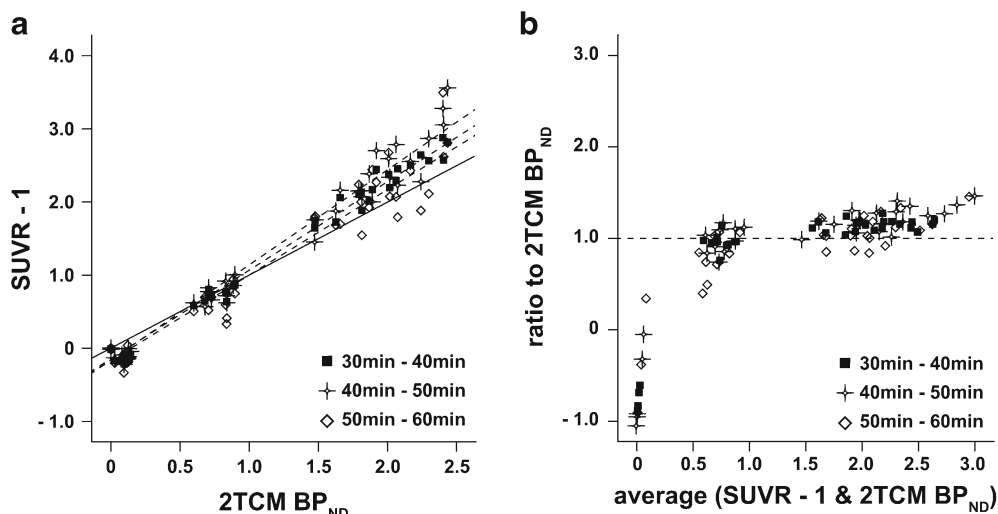 a
4.0
3.0
2.0
1.0
0
- 1.0
SUVR - 1
0 0.5 1.0 1.5 2.0 2.5
2TCM BPND
30min - 40min
40min - 50min
50min - 60min
b
3.0
2.0
1.0
0
- 1.0
ratio to 2TCM BPND
0 0.5 1.0 1.5 2.0 2.5 3.0
average (SUVR - 1 & 2TCM BPND)
30min - 40min
40min - 50min
50min - 60min